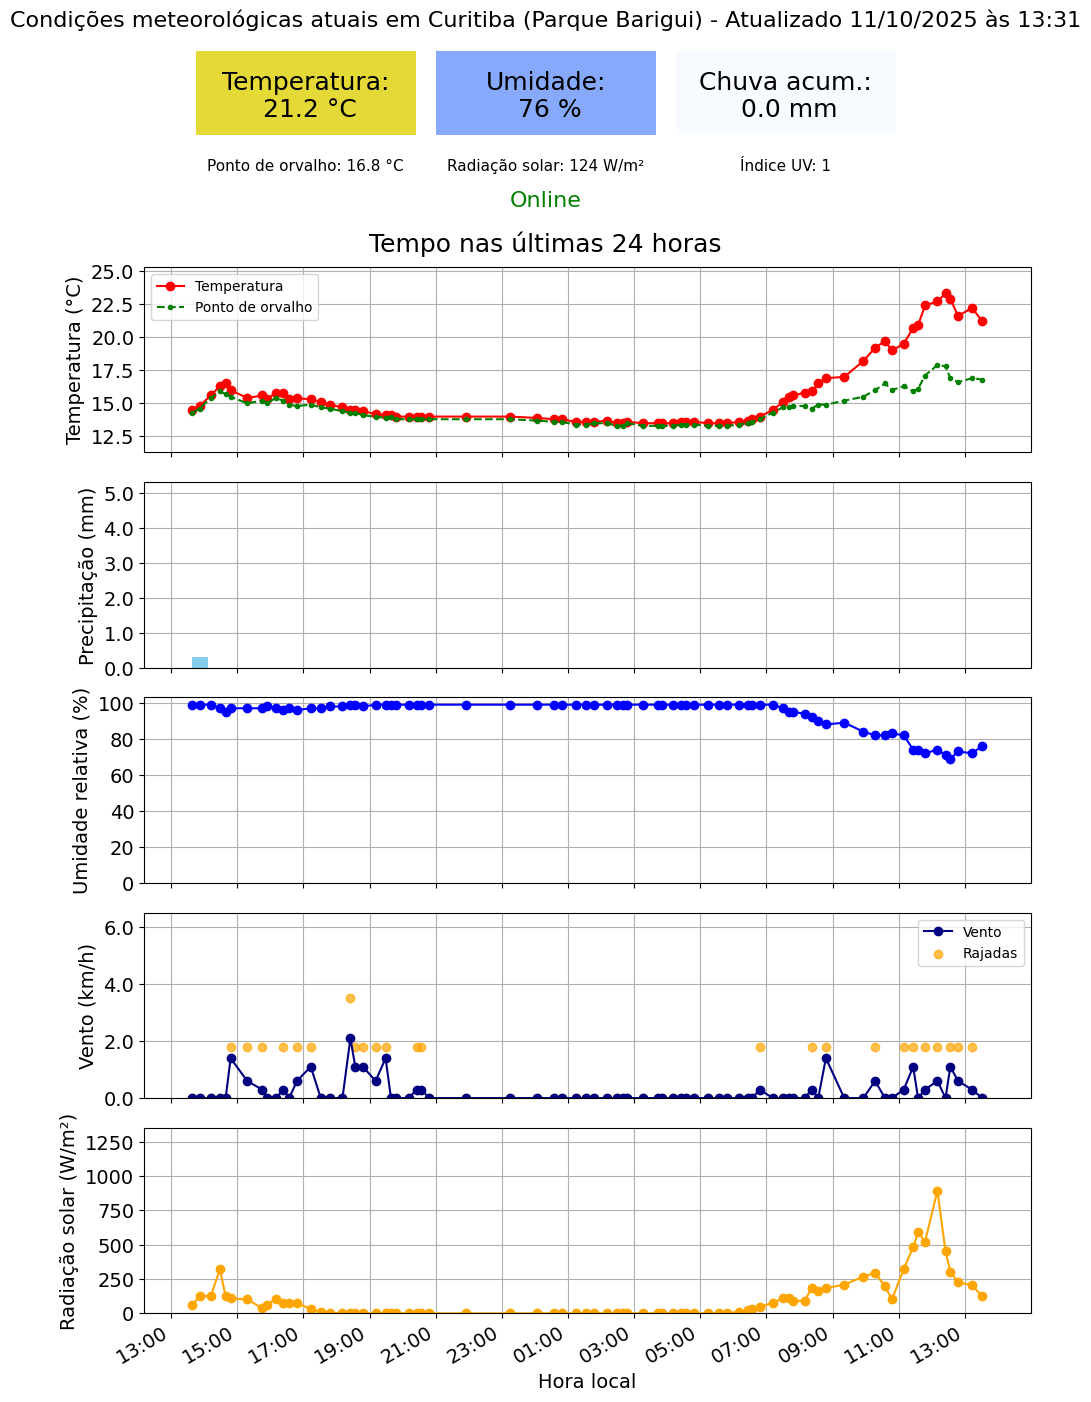 Condições meteorológicas atuais em Curitiba (Parque Barigui) - Atualizado 11/10/2025 às 13:31
Temperatura:
21.2 °C
Umidade:
76 %
Chuva acum.:
0.0 mm
Ponto de orvalho: 16.8 °C
Radiação solar: 124 W/m²
Índice UV: 1
Online
Tempo nas últimas 24 horas
Temperatura (°C)
25.0
22.5
20.0
17.5
15.0
12.5
Temperatura
Ponto de orvalho
Precipitação (mm)
5.0
4.0
3.0
2.0
1.0
0.0
Umidade relativa (%)
100
80
60
40
20
0
Vento (km/h)
6.0
4.0
2.0
0.0
Vento
Rajadas
Radiação solar (W/m²)
1250
1000
750
500
250
0
13:00
15:00
17:00
19:00
21:00
23:00
01:00
03:00
05:00
07:00
09:00
11:00
13:00
Hora local